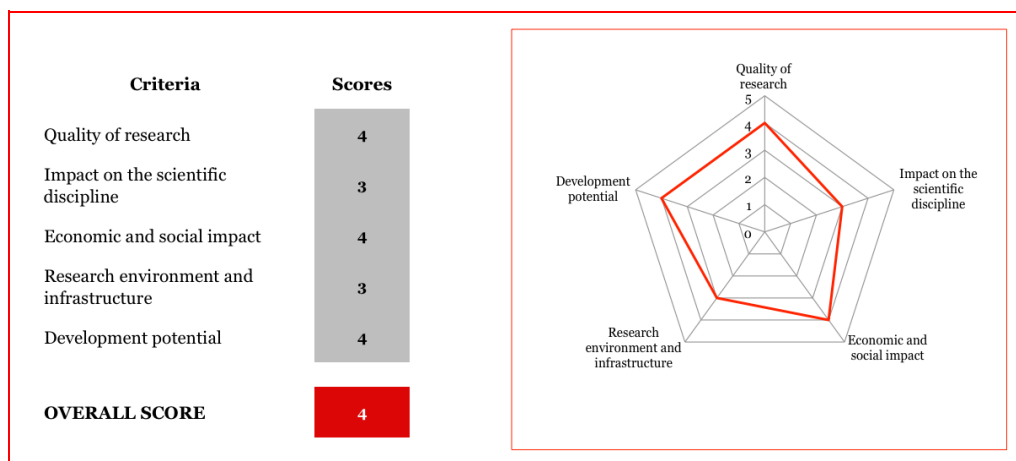 Criteria Scores
Quality of research 4
Impact on the scientific
discipline 3
Economic and social impact 4
Research environment and
infrastructure 3
Development potential 4
OVERALL SCORE 4
Quality of
research
5
4
3
2
1
0
Impact on the
scientific
discipline
Economic and
social impact
Research
environment and
infrastructure
Development
potential